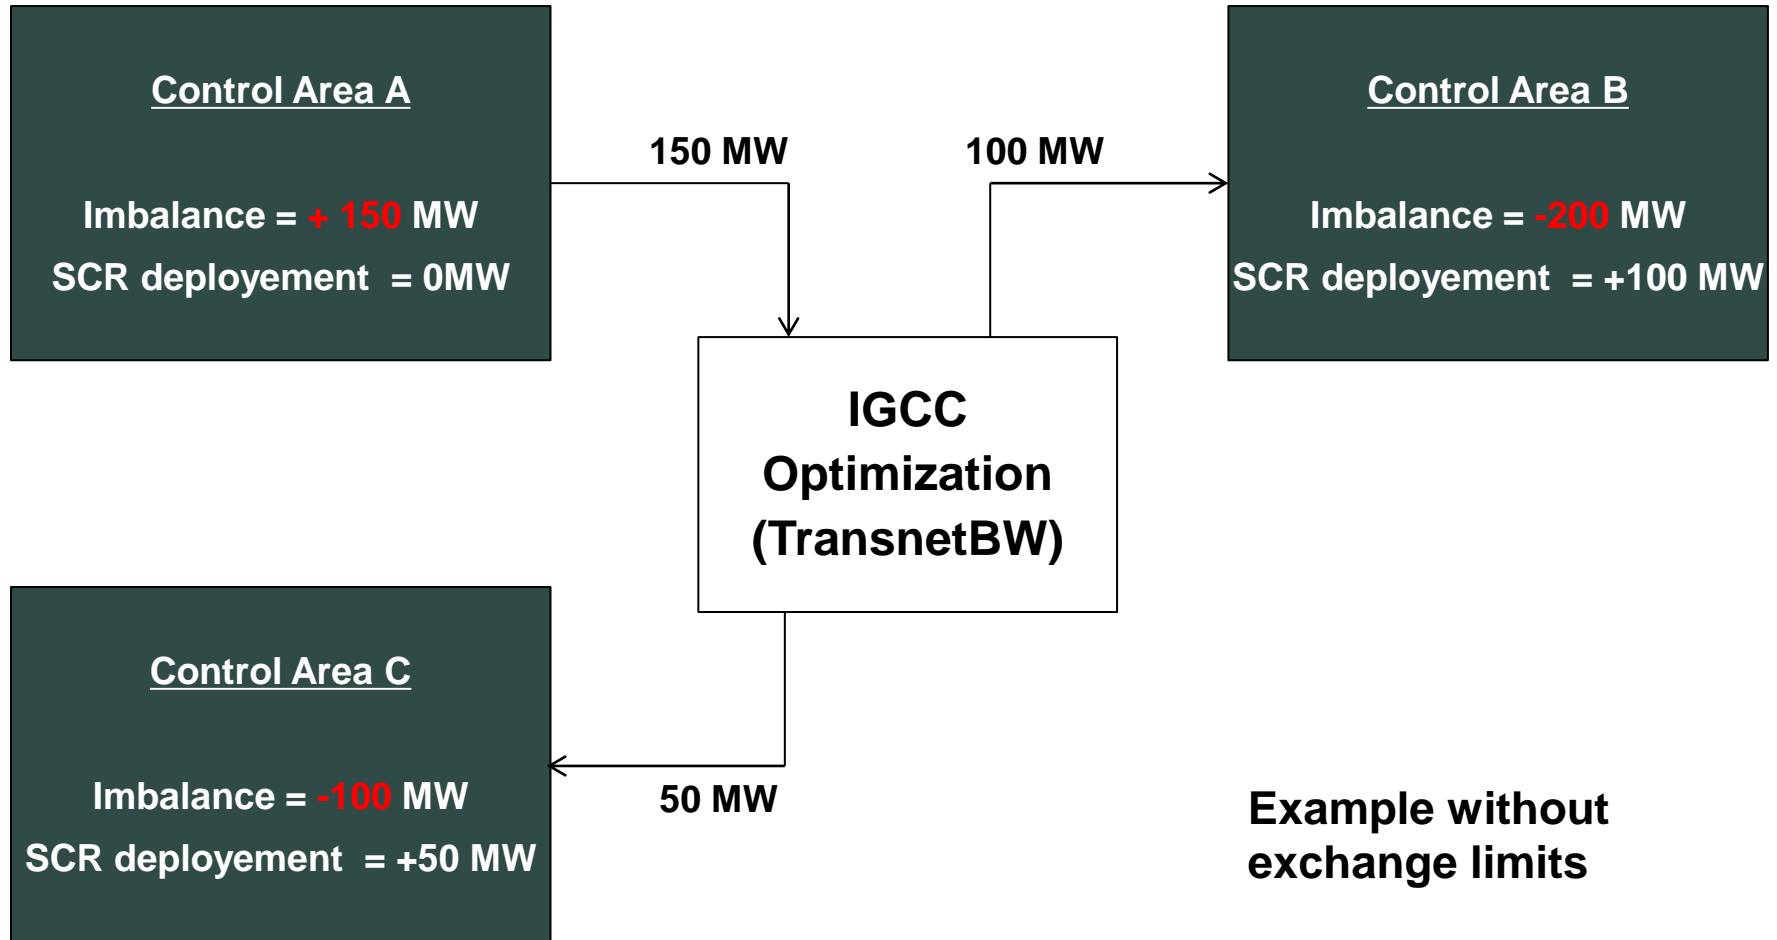 Control Area A
Imbalance = + 150 MW
SCR deployement = 0MW
150 MW
100 MW
Control Area B
Imbalance = -200 MW
SCR deployement = +100 MW
IGCC
Optimization
(TransnetBW)
Control Area C
Imbalance = -100 MW
SCR deployement = +50 MW
50 MW
Example without
exchange limits